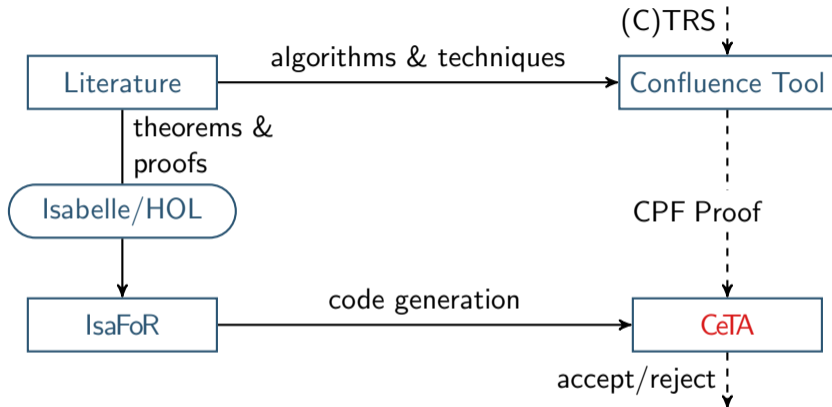 (C)TRS
algorithms & techniques
Literature
Confluence Tool
theorems &
proofs
Isabelle/HOL
CPF Proof
code generation
IsaFoR
CeTA
accept/reject